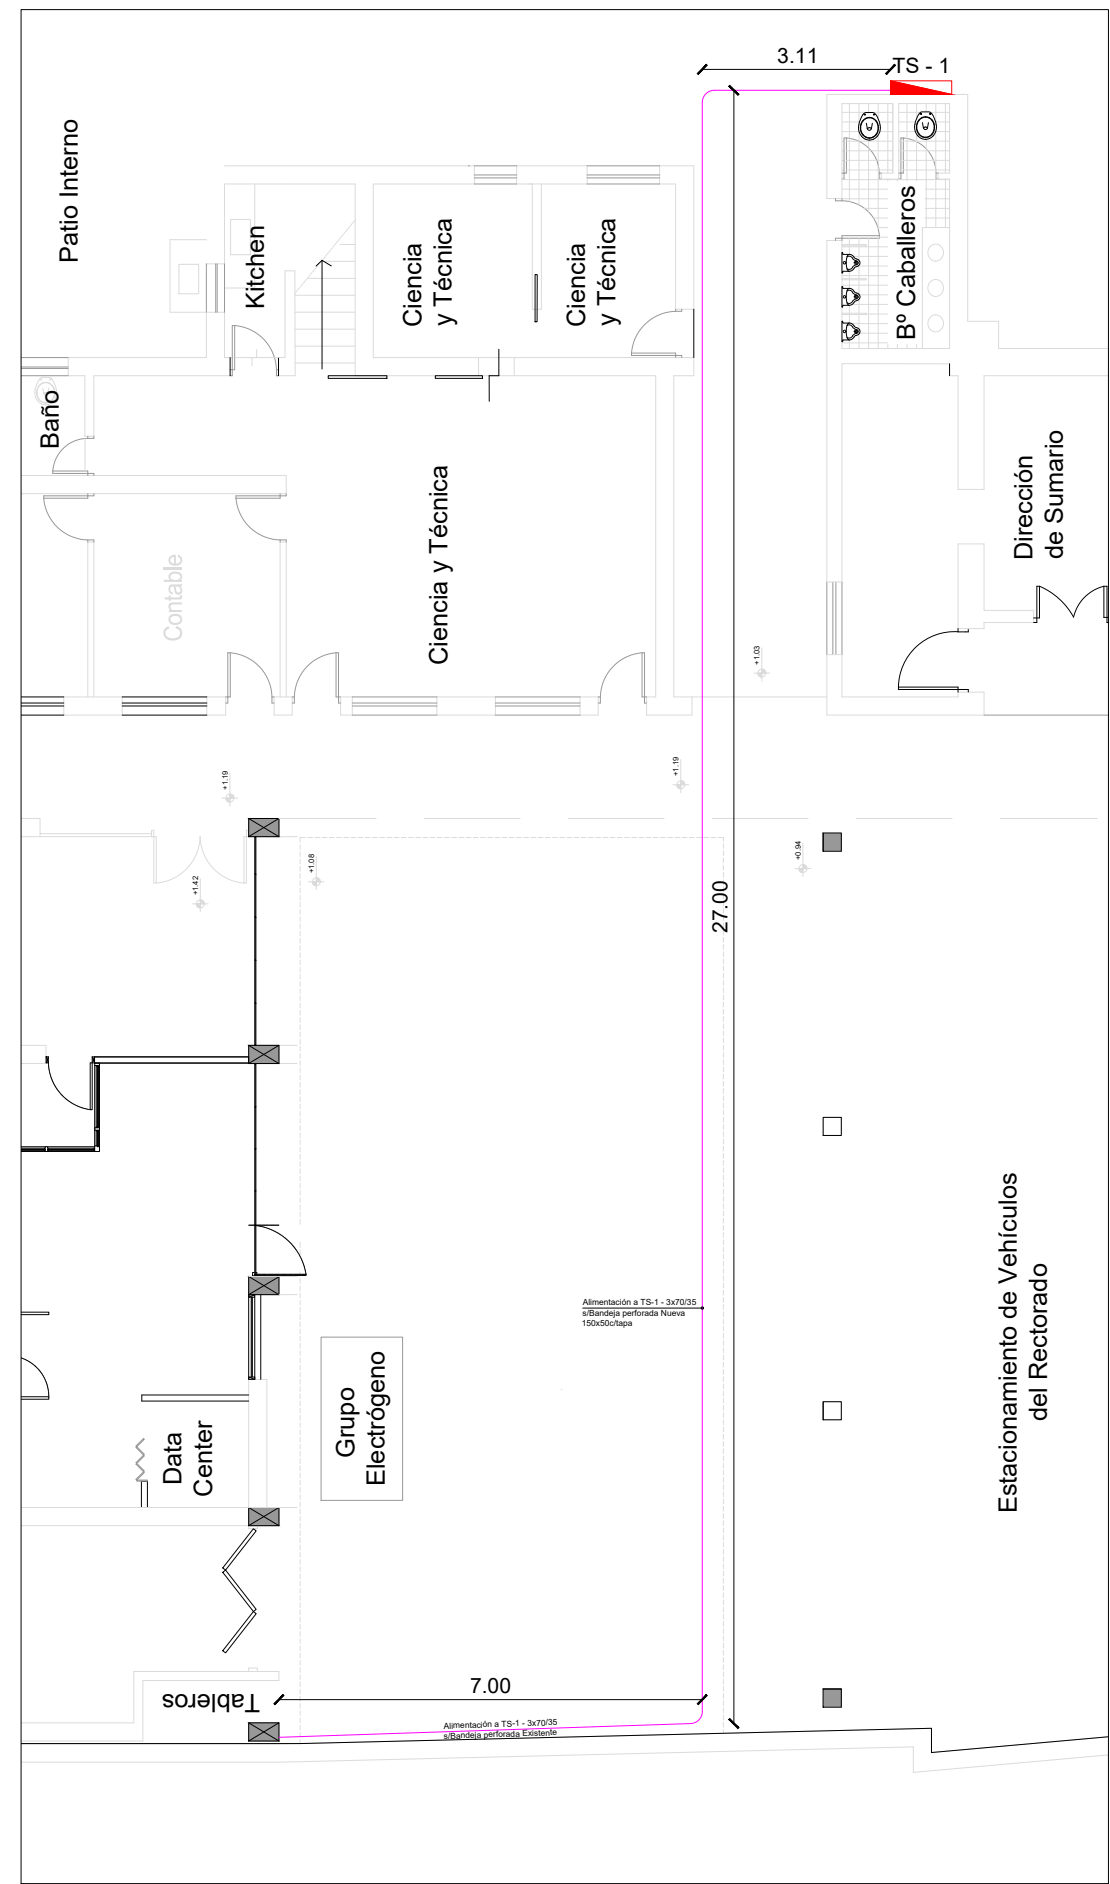 3.11
TS - 1
Patio Interno
Kitchen
Ciencia
y Técnica
Ciencia
y Técnica
Bº Caballeros
Baño
Contable
Ciencia y Técnica
Dirección
de Sumario
+1.03
+1.19
+1.19
+1.42
+1.08
+0.94
27.00
Alimentación a TS-1 - 3x70/35
s/Bandeja perforada Nueva
150x50c/tapa
Grupo
Electrógeno
Data
Center
Estacionamiento de Vehículos
del Rectorado
Tableros
7.00
Alimentación a TS-1 - 3x70/35
s/Bandeja perforada Existente